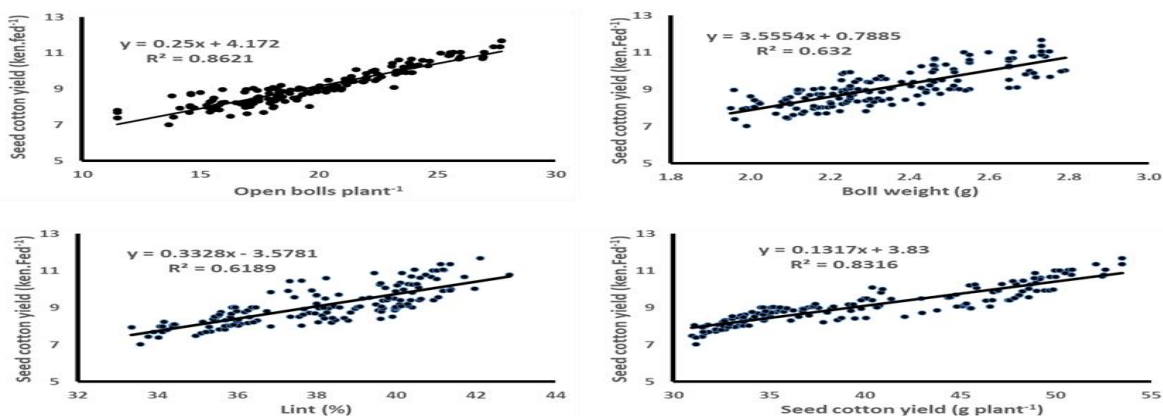 Seed cotton yield (ken.fed⁻¹)
13
11
9
7
5
y = 0.25x + 4.172
R² = 0.8621
10
15
20
25
30
Open bolls plant⁻¹
Seed cotton yield (ken.Fed⁻¹)
13
11
9
7
5
y = 3.5554x + 0.7885
R² = 0.632
1.8
2.0
2.2
2.4
2.6
2.8
3.0
Boll weight (g)
Seed cotton yield (ken.Fed⁻¹)
13
11
9
7
5
y = 0.3328x - 3.5781
R² = 0.6189
32
34
36
38
40
42
44
Lint (%)
Seed cotton yield (ken.Fed⁻¹)
13
11
9
7
5
y = 0.1317x + 3.83
R² = 0.8316
30
35
40
45
50
55
Seed cotton yield (g plant⁻¹)